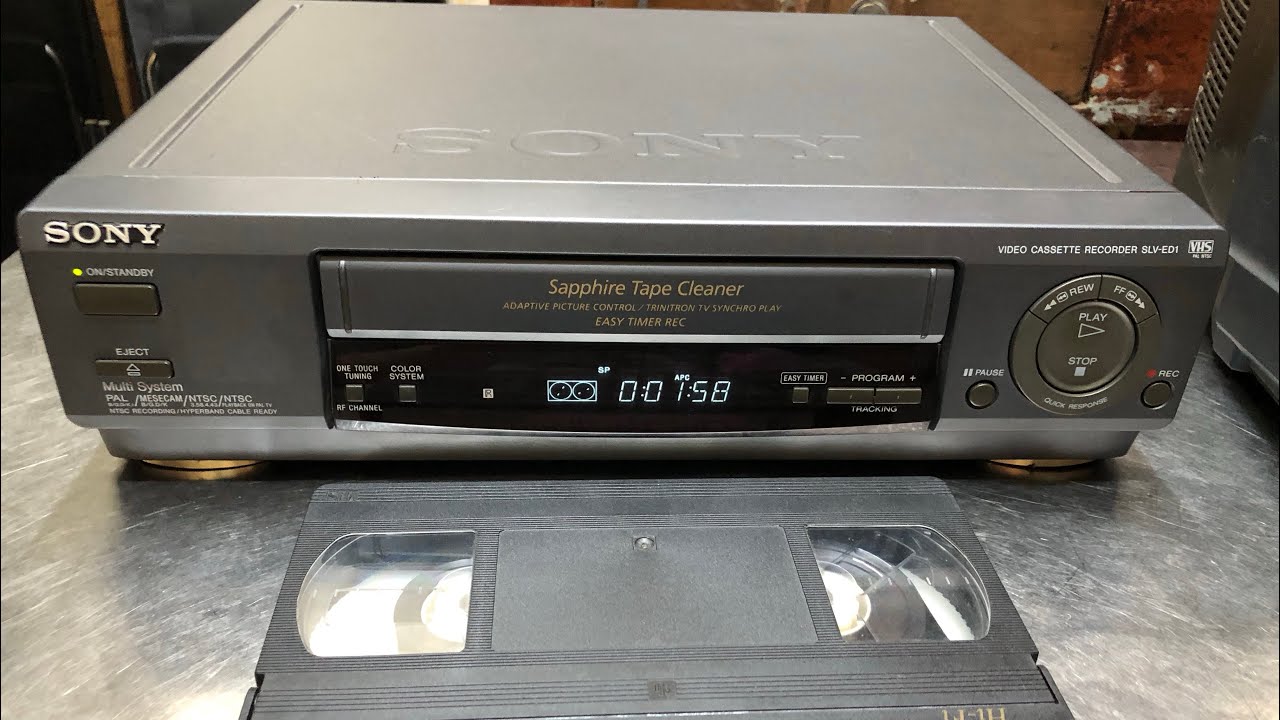 SONY
SONY
VIDEO CASSETTE RECORDER SLV-ED1
VHS
PAL NTSC
ON/STANDBY
Sapphire Tape Cleaner
ADAPTIVE PICTURE CONTROL / TRINITRON TV SYNCHRO PLAY
EASY TIMER REC
REW
FF
PLAY
STOP
QUICK RESPONSE
PAUSE
REC
EJECT
Multi System
PAL /MESECAM/NTSC/NTSC
NTSC RECORDING/HYPERBAND CABLE READY
ONE TOUCH
TUNING
COLOR
SYSTEM
RF CHANNEL
SP
APC
0:01:58
EASY TIMER
- PROGRAM +
TRACKING